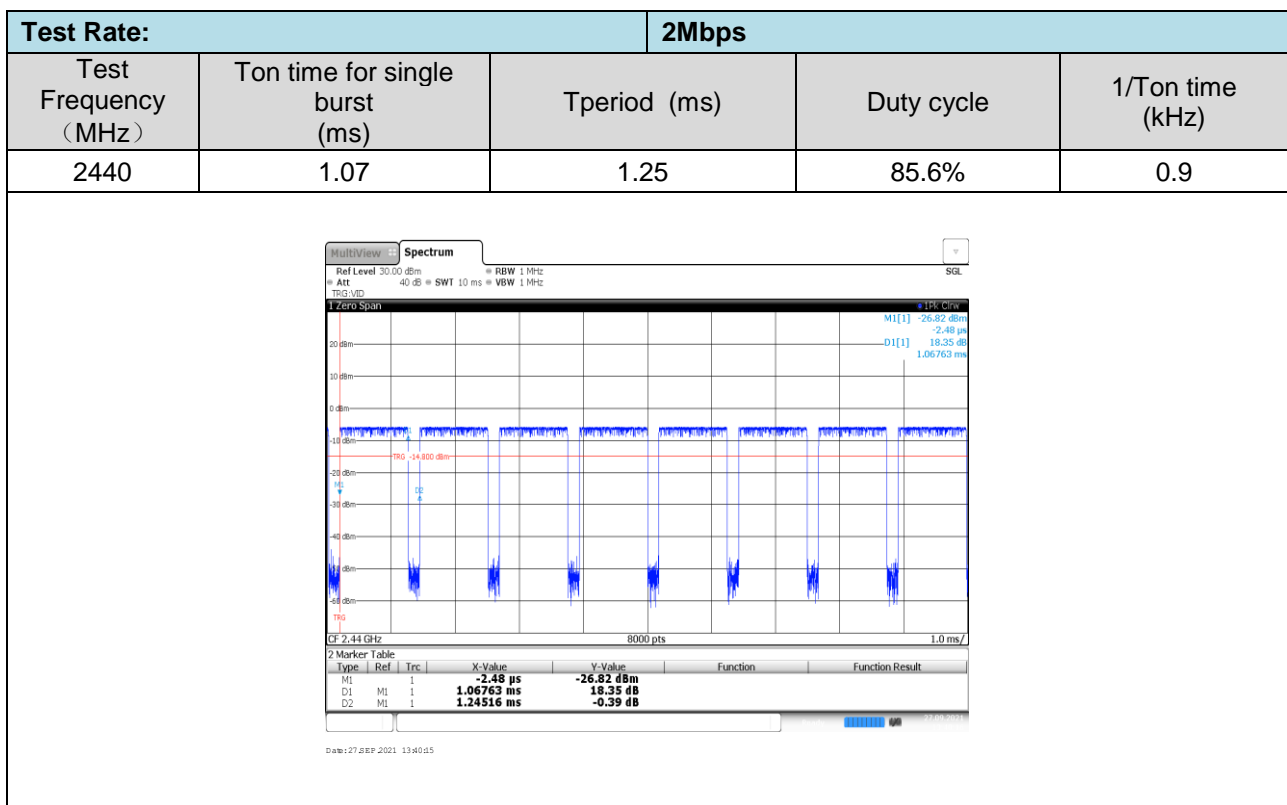 Test Rate: 2Mbps
Test Frequency （MHz） Ton time for single burst (ms) Tperiod (ms) Duty cycle 1/Ton time (kHz)
2440 1.07 1.25 85.6% 0.9
MultiView Spectrum
Ref Level 30.00 dBm RBW 1 MHz SGL
Att 40 dB SWT 10 ms VBW 1 MHz
TRG:VID
1 Zero Span 1Pk Clrw
M1[1] -26.82 dBm
-2.48 µs
20 dBm D1[1] 18.35 dB
1.06763 ms
10 dBm
0 dBm
-10 dBm
TRG -14.800 dBm
-20 dBm
M1 D2
-30 dBm
-40 dBm
-60 dBm
TRG
CF 2.44 GHz 8000 pts 1.0 ms/
2 Marker Table
Type Ref Trc X-Value Y-Value Function Function Result
M1 1 -2.48 µs -26.82 dBm
D1 M1 1 1.06763 ms 18.35 dB
D2 M1 1 1.24516 ms -0.39 dB
27.09.2021
Date: 27.SEP.2021 13:40:15